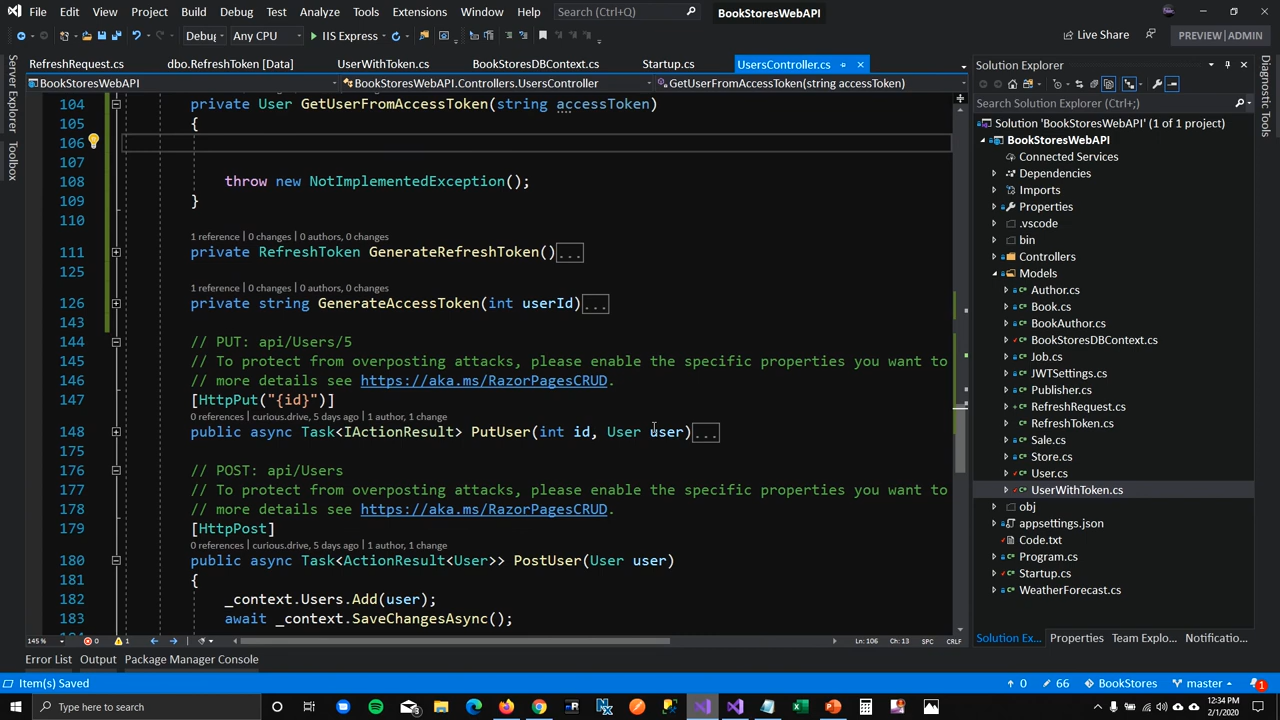 File Edit View Project Build Debug Test Analyze Tools Extensions Window Help Search (Ctrl+Q) BookStoresWebAPI
Debug Any CPU IIS Express Live Share PREVIEW | ADMIN
Server Explorer
Toolbox
RefreshRequest.cs dbo.RefreshToken [Data] UserWithToken.cs BookStoresDBContext.cs Startup.cs UsersController.cs
BookStoresWebAPI BookStoresWebAPI.Controllers.UsersController GetUserFromAccessToken(string accessToken)
104 private User GetUserFromAccessToken(string accessToken)
105 {
106
107
108 throw new NotImplementedException();
109 }
110
1 reference | 0 changes | 0 authors, 0 changes
111 private RefreshToken GenerateRefreshToken()...
125
1 reference | 0 changes | 0 authors, 0 changes
126 private string GenerateAccessToken(int userId)...
143
144 // PUT: api/Users/5
145 // To protect from overposting attacks, please enable the specific properties you want to
146 // more details see https://aka.ms/RazorPagesCRUD.
147 [HttpPut("{id}")]
0 references | curious.drive, 5 days ago | 1 author, 1 change
148 public async Task<IActionResult> PutUser(int id, User user)...
175
176 // POST: api/Users
177 // To protect from overposting attacks, please enable the specific properties you want to
178 // more details see https://aka.ms/RazorPagesCRUD.
179 [HttpPost]
0 references | curious.drive, 5 days ago | 1 author, 1 change
180 public async Task<ActionResult<User>> PostUser(User user)
181 {
182 _context.Users.Add(user);
183 await _context.SaveChangesAsync();
145 % 0 1 Ln: 106 Ch: 13 SPC CRLF
Solution Explorer
Search Solution Explorer (Ctrl+;)
Solution 'BookStoresWebAPI' (1 of 1 project)
BookStoresWebAPI
Connected Services
Dependencies
Imports
Properties
.vscode
bin
Controllers
Models
Author.cs
Book.cs
BookAuthor.cs
BookStoresDBContext.cs
Job.cs
JWTSettings.cs
Publisher.cs
RefreshRequest.cs
RefreshToken.cs
Sale.cs
Store.cs
User.cs
UserWithToken.cs
obj
appsettings.json
Code.txt
Program.cs
Startup.cs
WeatherForecast.cs
Solution Ex... Properties Team Explo... Notificatio...
Error List Output Package Manager Console
Item(s) Saved 0 66 BookStores master 1
Type here to search 3 12:34 PM
2/1/2020